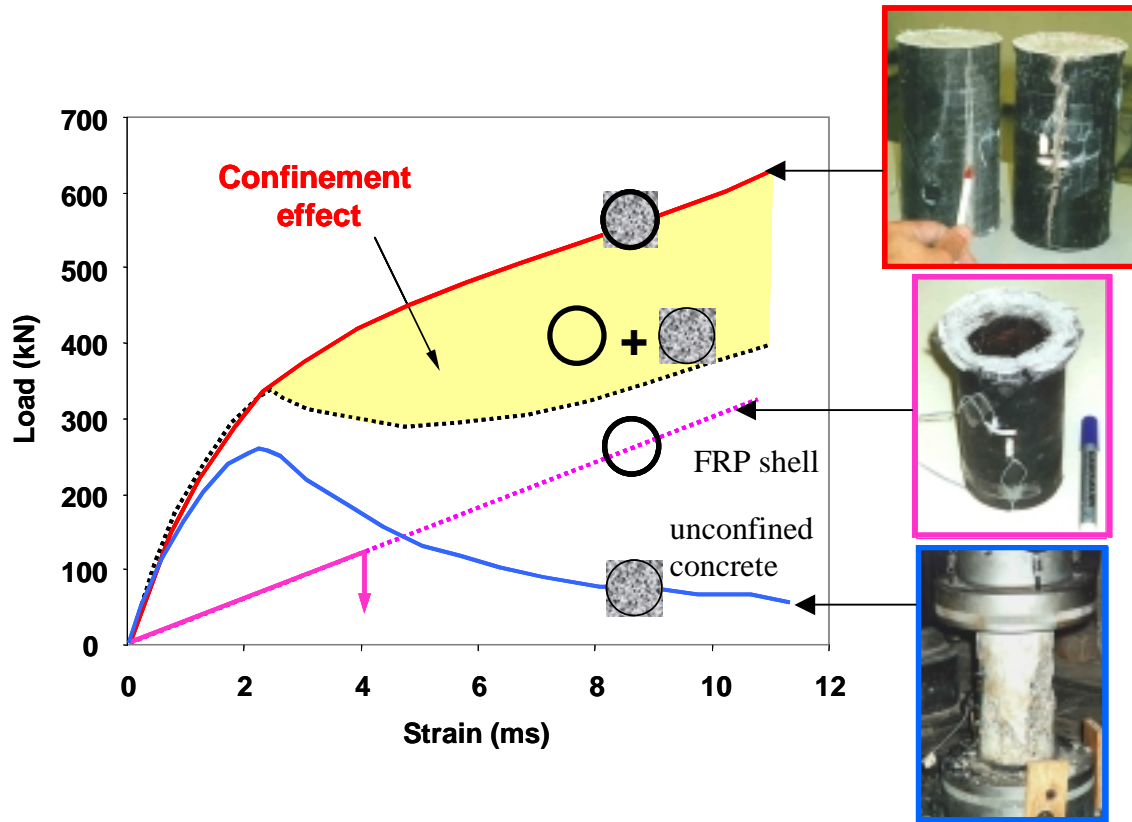 700
600
500
400
300
200
100
0
Load (kN)
Confinement
effect
+
FRP shell
unconfined
concrete
0 2 4 6 8 10 12
Strain (ms)